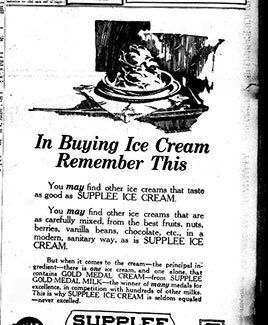 In Buying Ice Cream
Remember This
You may find other ice creams that taste
as good as SUPPLEE ICE CREAM.
You may find other ice creams that are
as carefully mixed, from the best fruits, nuts,
berries, vanilla beans, chocolate, etc., in a
modern, sanitary way, as is SUPPLEE ICE
CREAM.
But when it comes to the cream—the principal in-
gredient—there is one ice cream, and one alone, that
contains GOLD MEDAL CREAM—from SUPPLEE
GOLD MEDAL MILK—the winner of many medals for
excellence, in competition with hundreds of other milks.
This is why SUPPLEE ICE CREAM is seldom equaled
—never excelled.
SUPPLEE